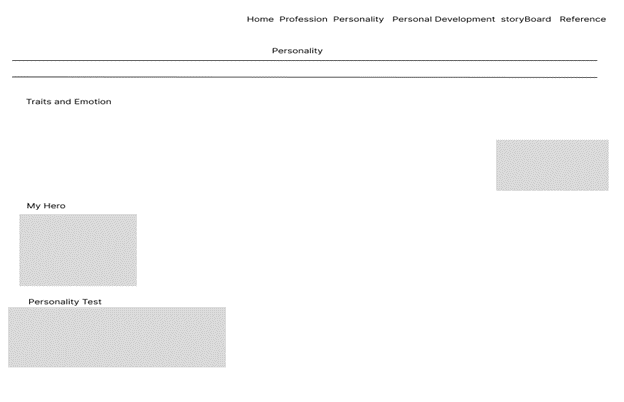 Home Profession Personality Personal Development storyBoard Reference
Personality
Traits and Emotion
My Hero
Personality Test